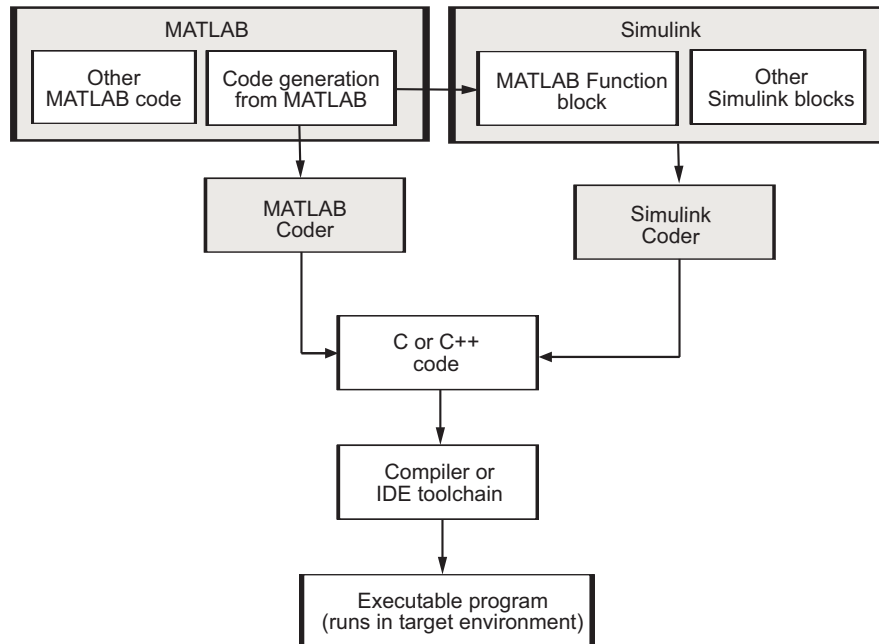 MATLAB
Other
MATLAB code
Code generation
from MATLAB
Simulink
MATLAB Function
block
Other
Simulink blocks
MATLAB
Coder
Simulink
Coder
C or C++
code
Compiler or
IDE toolchain
Executable program
(runs in target environment)